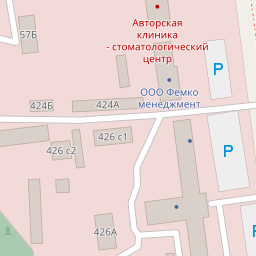 Авторская
клиника
- стоматологический
центр
57Б
P
ООО Фемко
менеджмент
424Б
424А
426 с1
426 с2
P
P
426А